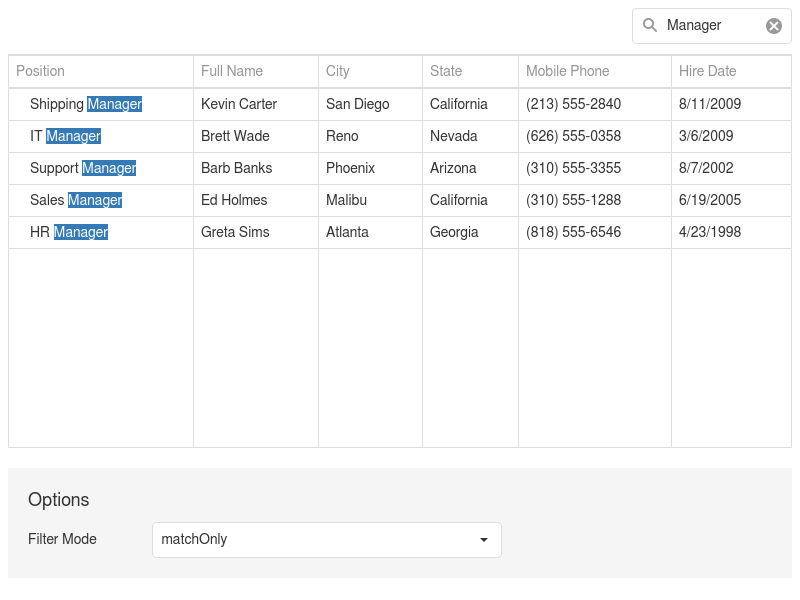 Manager
Position Full Name City State Mobile Phone Hire Date
Shipping Manager Kevin Carter San Diego California (213) 555-2840 8/11/2009
IT Manager Brett Wade Reno Nevada (626) 555-0358 3/6/2009
Support Manager Barb Banks Phoenix Arizona (310) 555-3355 8/7/2002
Sales Manager Ed Holmes Malibu California (310) 555-1288 6/19/2005
HR Manager Greta Sims Atlanta Georgia (818) 555-6546 4/23/1998
Options
Filter Mode matchOnly